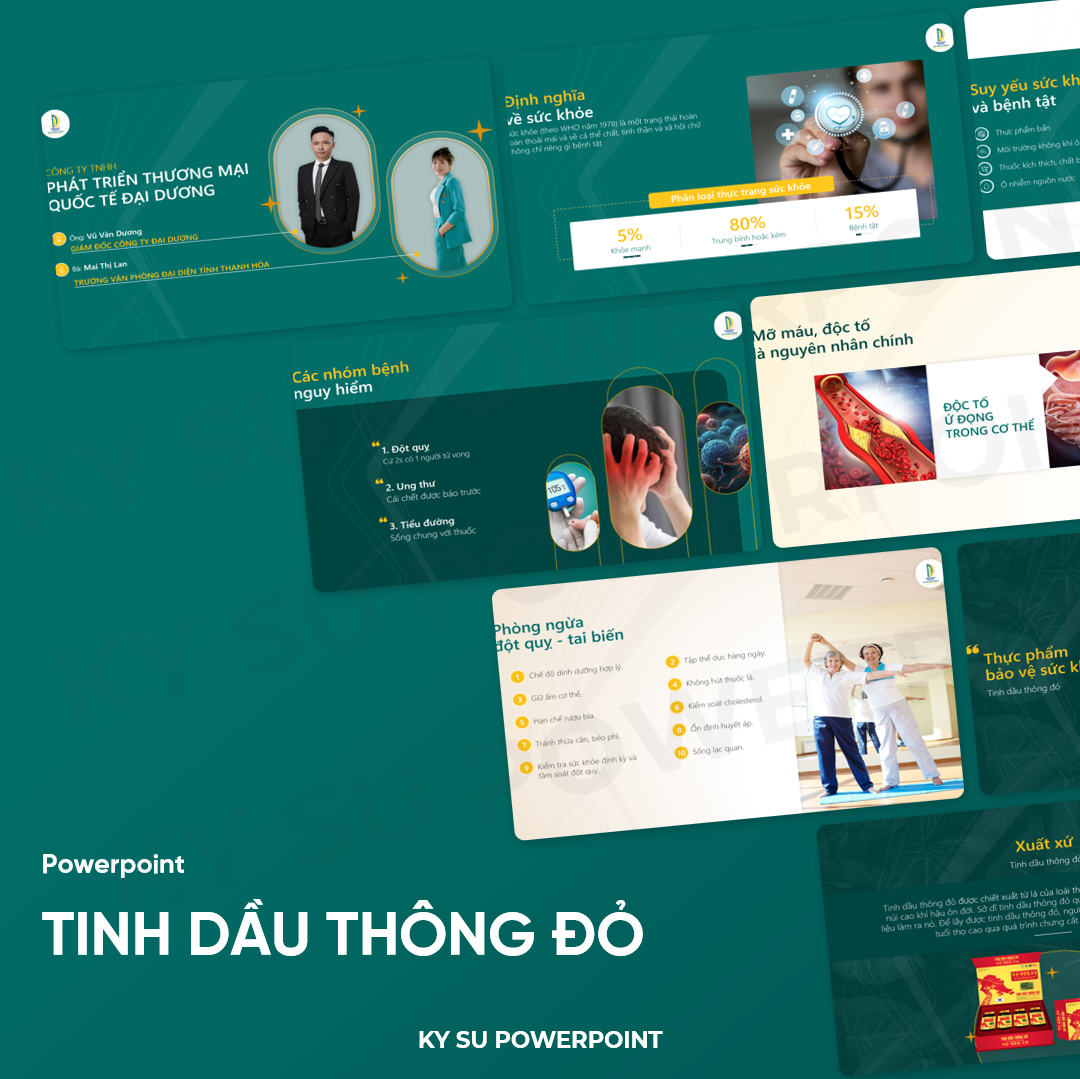 CÔNG TY TNHH
PHÁT TRIỂN THƯƠNG MẠI
QUỐC TẾ ĐẠI DƯƠNG
Ông: Vũ Văn Dương
GIÁM ĐỐC CÔNG TY ĐẠI DƯƠNG
Bà: Mai Thị Lan
TRƯỞNG VĂN PHÒNG ĐẠI DIỆN TỈNH THANH HÓA
Định nghĩa
về sức khỏe
Sức khỏe (theo WHO năm 1978) là một trạng thái hoàn
toàn thoải mái và về cả thể chất, tinh thần và xã hội chứ
không chỉ riêng gì bệnh tật
Phân loại thực trạng sức khỏe
5%
Khỏe mạnh
80%
Trung bình hoặc kém
15%
Bệnh tật
Suy yếu sức kh
và bệnh tật
Thực phẩm bẩn
Môi trường không khí ô
Thuốc kích thích, chất b
Ô nhiễm nguồn nước
Các nhóm bệnh
nguy hiểm
1. Đột quỵ
Cứ 2s có 1 người tử vong
2. Ung thư
Cái chết được báo trước
3. Tiểu đường
Sống chung với thuốc
105
Mỡ máu, độc tố
là nguyên nhân chính
ĐỘC TỐ
Ứ ĐỌNG
TRONG CƠ THỂ
Phòng ngừa
đột quỵ - tai biến
1 Chế độ dinh dưỡng hợp lý.
2 Tập thể dục hàng ngày.
3 Giữ ấm cơ thể.
4 Không hút thuốc lá.
5 Hạn chế rượu bia.
6 Kiểm soát cholesterol.
7 Tránh thừa cân, béo phì.
8 Ổn định huyết áp.
9 Kiểm tra sức khỏe định kỳ và
tầm soát đột quỵ.
10 Sống lạc quan.
Thực phẩm
bảo vệ sức k
Tinh dầu thông đỏ
Xuất xứ
Tinh dầu thông đỏ
Tinh dầu thông đỏ được chiết xuất từ lá của loài th
núi cao khí hậu ôn đới. Sở dĩ tinh dầu thông đỏ q
liệu làm ra nó. Để lấy được tinh dầu thông đỏ, ngư
tuổi thọ cao qua quá trình chưng cất
Powerpoint
TINH DẦU THÔNG ĐỎ
KY SU POWERPOINT